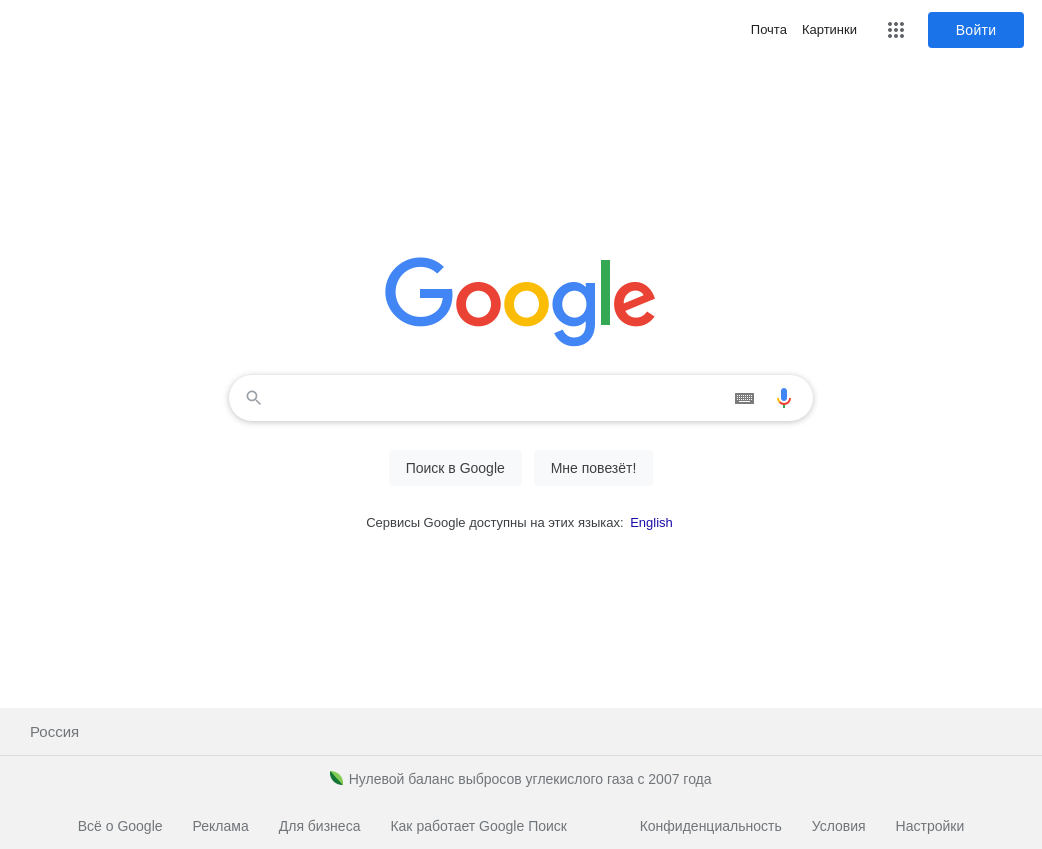 Почта Картинки Войти
Google
Поиск в Google Мне повезёт!
Сервисы Google доступны на этих языках: English
Россия
Нулевой баланс выбросов углекислого газа с 2007 года
Всё о Google Реклама Для бизнеса Как работает Google Поиск Конфиденциальность Условия Настройки